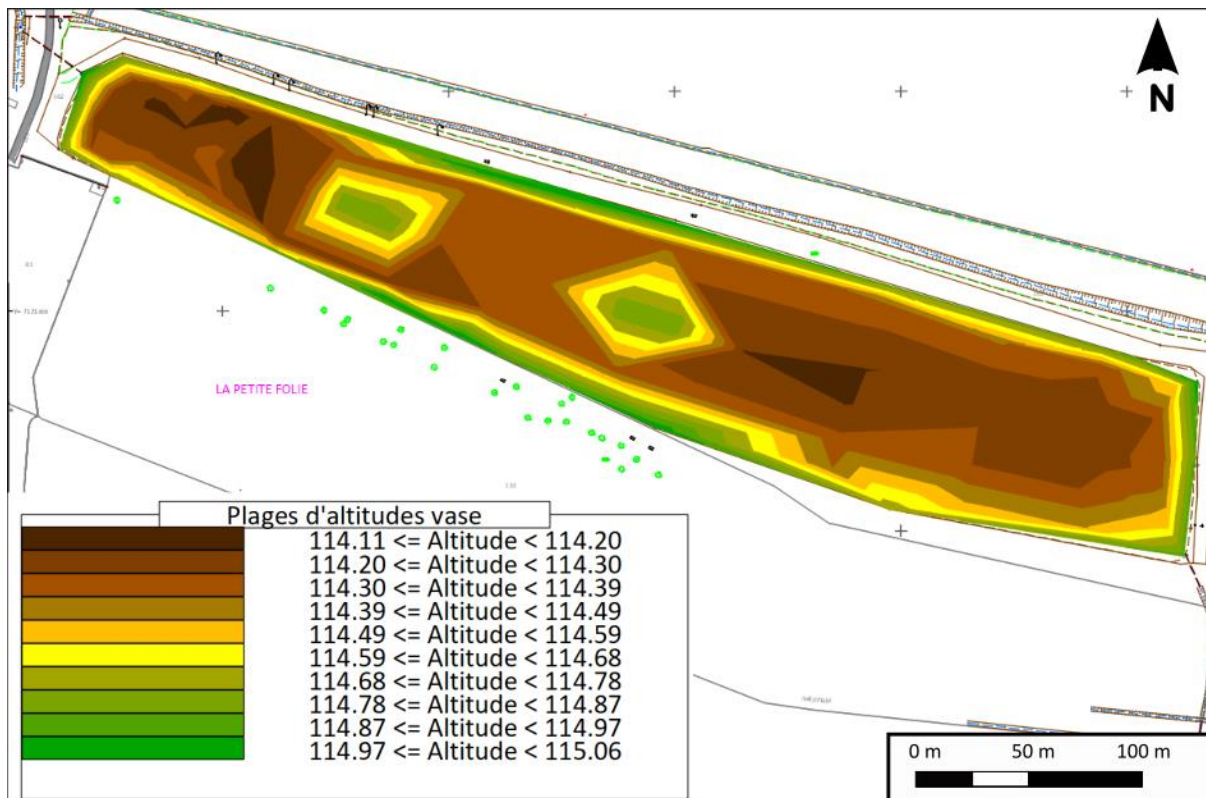 N
LA PETITE FOLIE
Plages d'altitudes vase
114.11 <= Altitude < 114.20
114.20 <= Altitude < 114.30
114.30 <= Altitude < 114.39
114.39 <= Altitude < 114.49
114.49 <= Altitude < 114.59
114.59 <= Altitude < 114.68
114.68 <= Altitude < 114.78
114.78 <= Altitude < 114.87
114.87 <= Altitude < 114.97
114.97 <= Altitude < 115.06
0 m 50 m 100 m